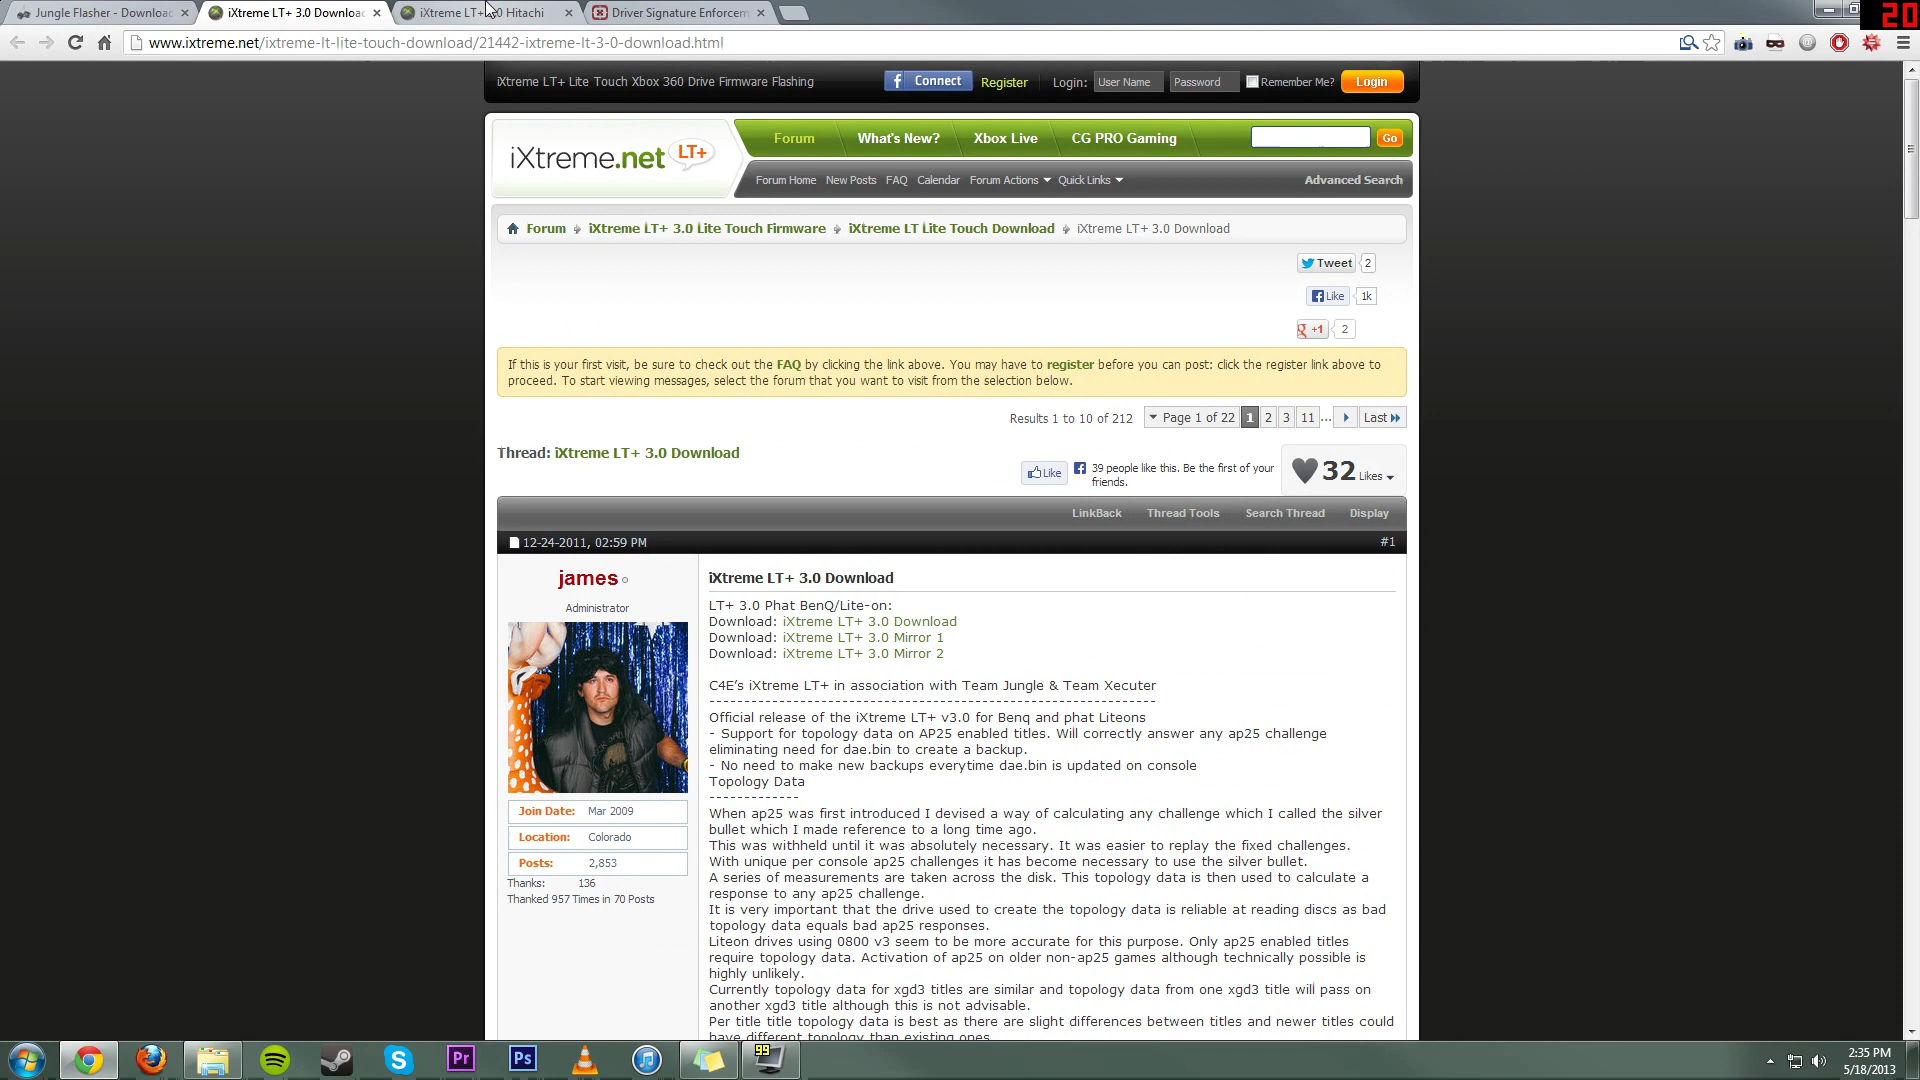 Jungle Flasher - Downloac
iXtreme LT+ 3.0 Downloac
iXtreme LT+ 3.0 Hitachi
Driver Signature Enforcem
20
www.ixtreme.net/ixtreme-lt-lite-touch-download/21442-ixtreme-lt-3-0-download.html
iXtreme LT+ Lite Touch Xbox 360 Drive Firmware Flashing
f Connect
Register
Login:
User Name
Password
Remember Me?
Login
iXtreme.net LT+
Forum
What's New?
Xbox Live
CG PRO Gaming
Go
Forum Home
New Posts
FAQ
Calendar
Forum Actions
Quick Links
Advanced Search
Forum
iXtreme LT+ 3.0 Lite Touch Firmware
iXtreme LT Lite Touch Download
iXtreme LT+ 3.0 Download
Tweet 2
Like 1k
+1 2
If this is your first visit, be sure to check out the FAQ by clicking the link above. You may have to register before you can post: click the register link above to
proceed. To start viewing messages, select the forum that you want to visit from the selection below.
Results 1 to 10 of 212
Page 1 of 22 1 2 3 11 ... Last
Thread: iXtreme LT+ 3.0 Download
Like
39 people like this. Be the first of your
friends.
32 Likes
LinkBack
Thread Tools
Search Thread
Display
12-24-2011, 02:59 PM
#1
james
Administrator
Join Date: Mar 2009
Location: Colorado
Posts: 2,853
Thanks: 136
Thanked 957 Times in 70 Posts
iXtreme LT+ 3.0 Download
LT+ 3.0 Phat BenQ/Lite-on:
Download: iXtreme LT+ 3.0 Download
Download: iXtreme LT+ 3.0 Mirror 1
Download: iXtreme LT+ 3.0 Mirror 2
C4E's iXtreme LT+ in association with Team Jungle & Team Xecuter
----------------------------------------------------------------
Official release of the iXtreme LT+ v3.0 for Benq and phat Liteons
- Support for topology data on AP25 enabled titles. Will correctly answer any ap25 challenge
eliminating need for dae.bin to create a backup.
- No need to make new backups everytime dae.bin is updated on console
Topology Data
-------------
When ap25 was first introduced I devised a way of calculating any challenge which I called the silver
bullet which I made reference to a long time ago.
This was withheld until it was absolutely necessary. It was easier to replay the fixed challenges.
With unique per console ap25 challenges it has become necessary to use the silver bullet.
A series of measurements are taken across the disk. This topology data is then used to calculate a
response to any ap25 challenge.
It is very important that the drive used to create the topology data is reliable at reading discs as bad
topology data equals bad ap25 responses.
Liteon drives using 0800 v3 seem to be more accurate for this purpose. Only ap25 enabled titles
require topology data. Activation of ap25 on older non-ap25 games although technically possible is
highly unlikely.
Currently topology data for xgd3 titles are similar and topology data from one xgd3 title will pass on
another xgd3 title although this is not advisable.
Per title title topology data is best as there are slight differences between titles and newer titles could
have different topology than existing ones.
Pr
Ps
99
2:35 PM
5/18/2013